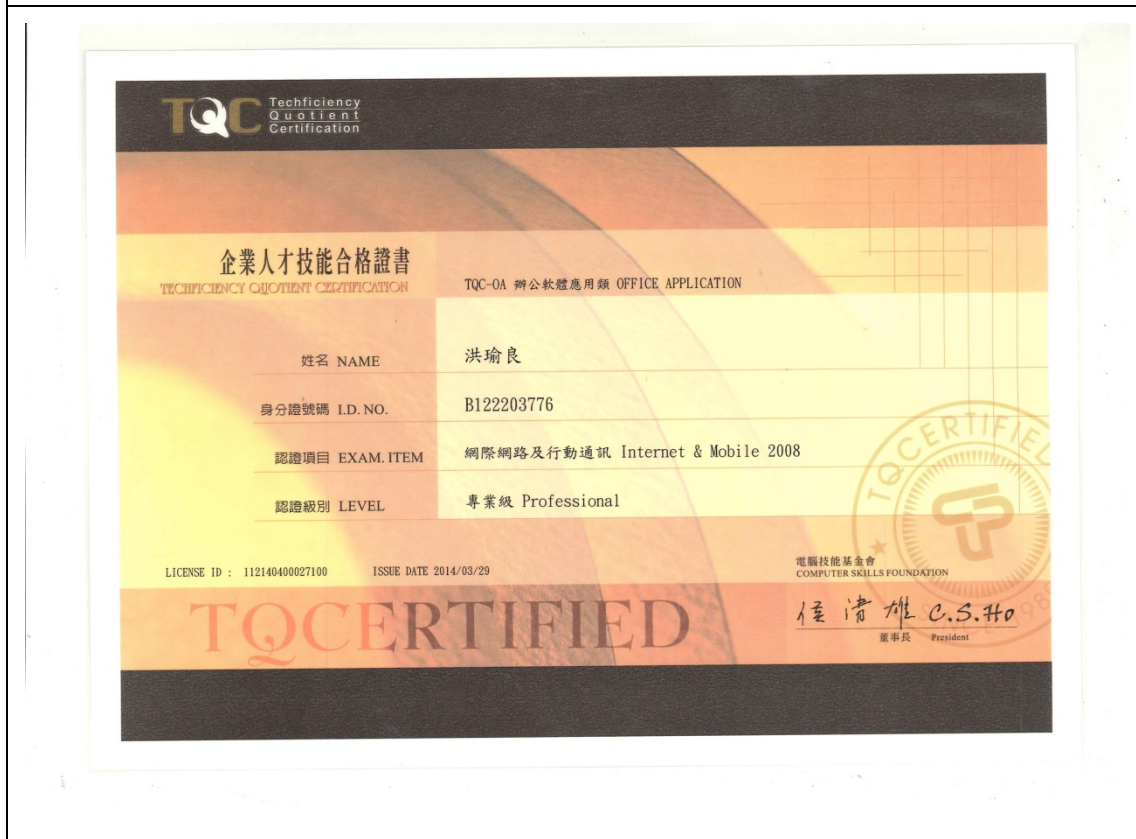 TQC Techficiency
Quotient
Certification
企業人才技能合格證書
TECHFICIENCY QUOTIENT CERTIFICATION
TQC-OA 辦公軟體應用類 OFFICE APPLICATION
姓名 NAME 洪瑜良
身分證號碼 I.D. NO. B122203776
認證項目 EXAM. ITEM 網際網路及行動通訊 Internet & Mobile 2008
認證級別 LEVEL 專業級 Professional
TQCERTIFIED
LICENSE ID : 112140400027100 ISSUE DATE 2014/03/29
電腦技能基金會
COMPUTER SKILLS FOUNDATION
TQCERTIFIED
侯清雄 C.S.Ho
董事長 President